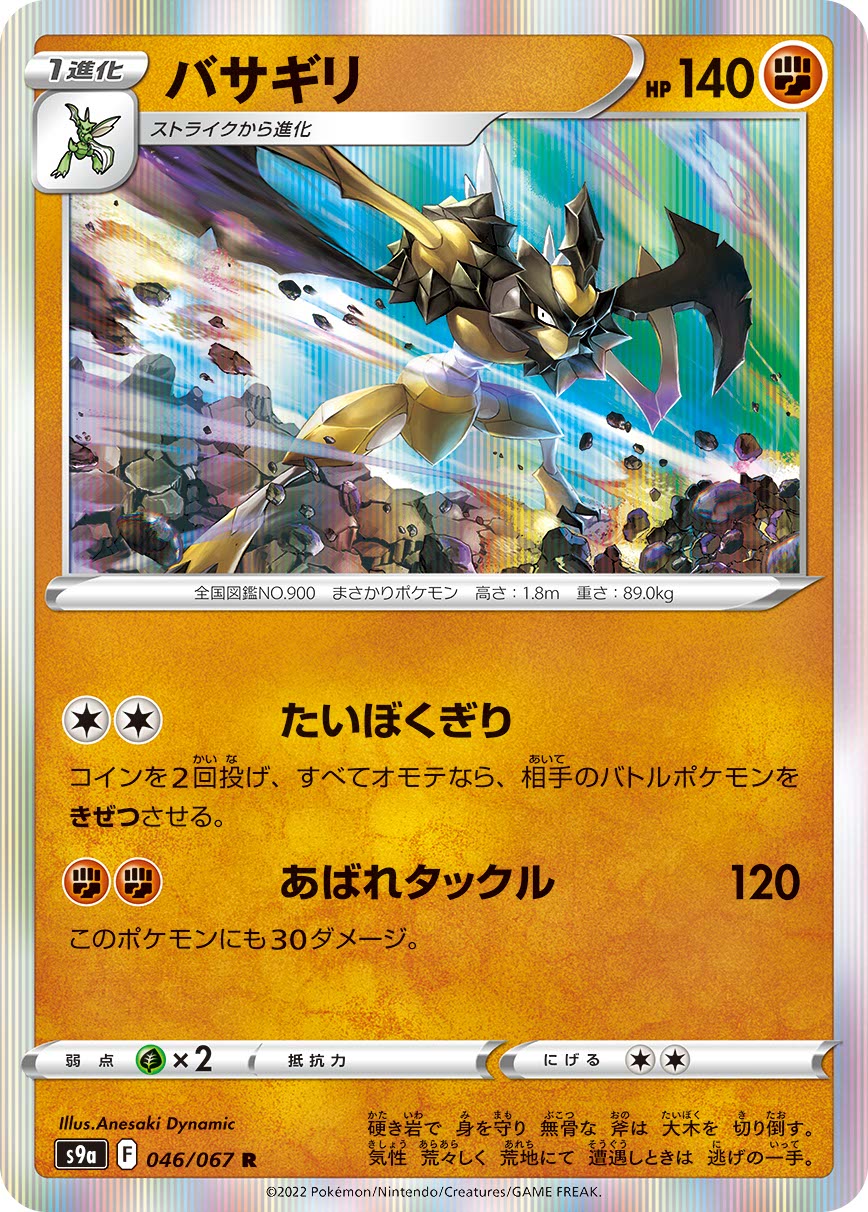 1進化
バサギリ
HP 140
ストライクから進化
全国図鑑NO.900 まさかりポケモン 高さ：1.8m 重さ：89.0kg
たいぼくぎり
コインを2回投げ、すべてオモテなら、相手のバトルポケモンを
きぜつさせる。
あばれタックル 120
このポケモンにも30ダメージ。
弱点 ×2 抵抗力 にげる
Illus.Anesaki Dynamic
硬き岩で 身を守り 無骨な 斧は 大木を 切り倒す。
気性 荒々しく 荒地にて 遭遇しときは 逃げの一手。
s9a F 046/067 R
©2022 Pokémon/Nintendo/Creatures/GAME FREAK.